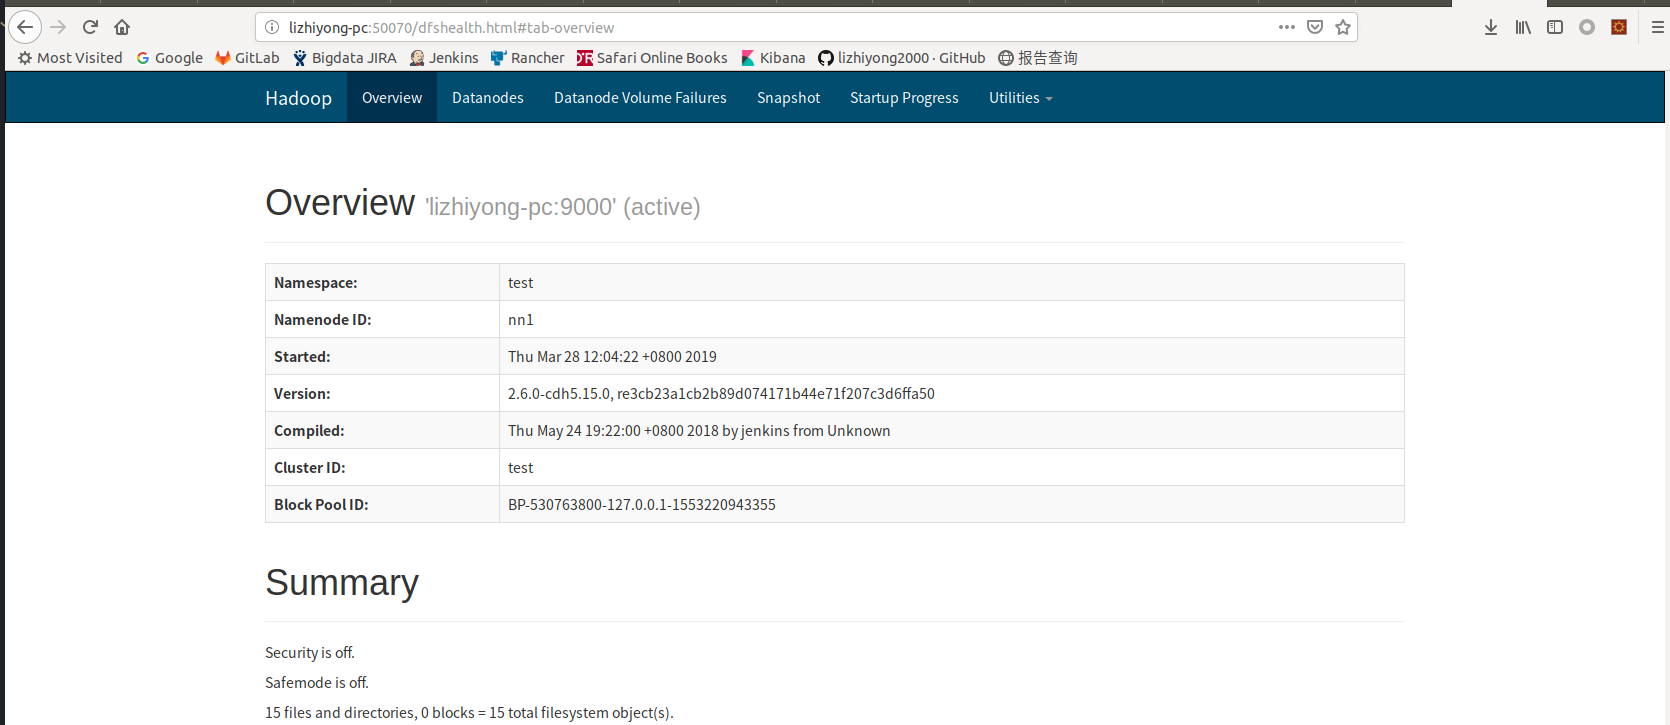 lizhiyong-pc:50070/dfshealth.html#tab-overview
Most Visited Google GitLab Bigdata JIRA Jenkins Rancher Safari Online Books Kibana lizhiyong2000 · GitHub 报告查询
Hadoop Overview Datanodes Datanode Volume Failures Snapshot Startup Progress Utilities
Overview 'lizhiyong-pc:9000' (active)
Namespace: test
Namenode ID: nn1
Started: Thu Mar 28 12:04:22 +0800 2019
Version: 2.6.0-cdh5.15.0, re3cb23a1cb2b89d074171b44e71f207c3d6ffa50
Compiled: Thu May 24 19:22:00 +0800 2018 by jenkins from Unknown
Cluster ID: test
Block Pool ID: BP-530763800-127.0.0.1-1553220943355
Summary
Security is off.
Safemode is off.
15 files and directories, 0 blocks = 15 total filesystem object(s).